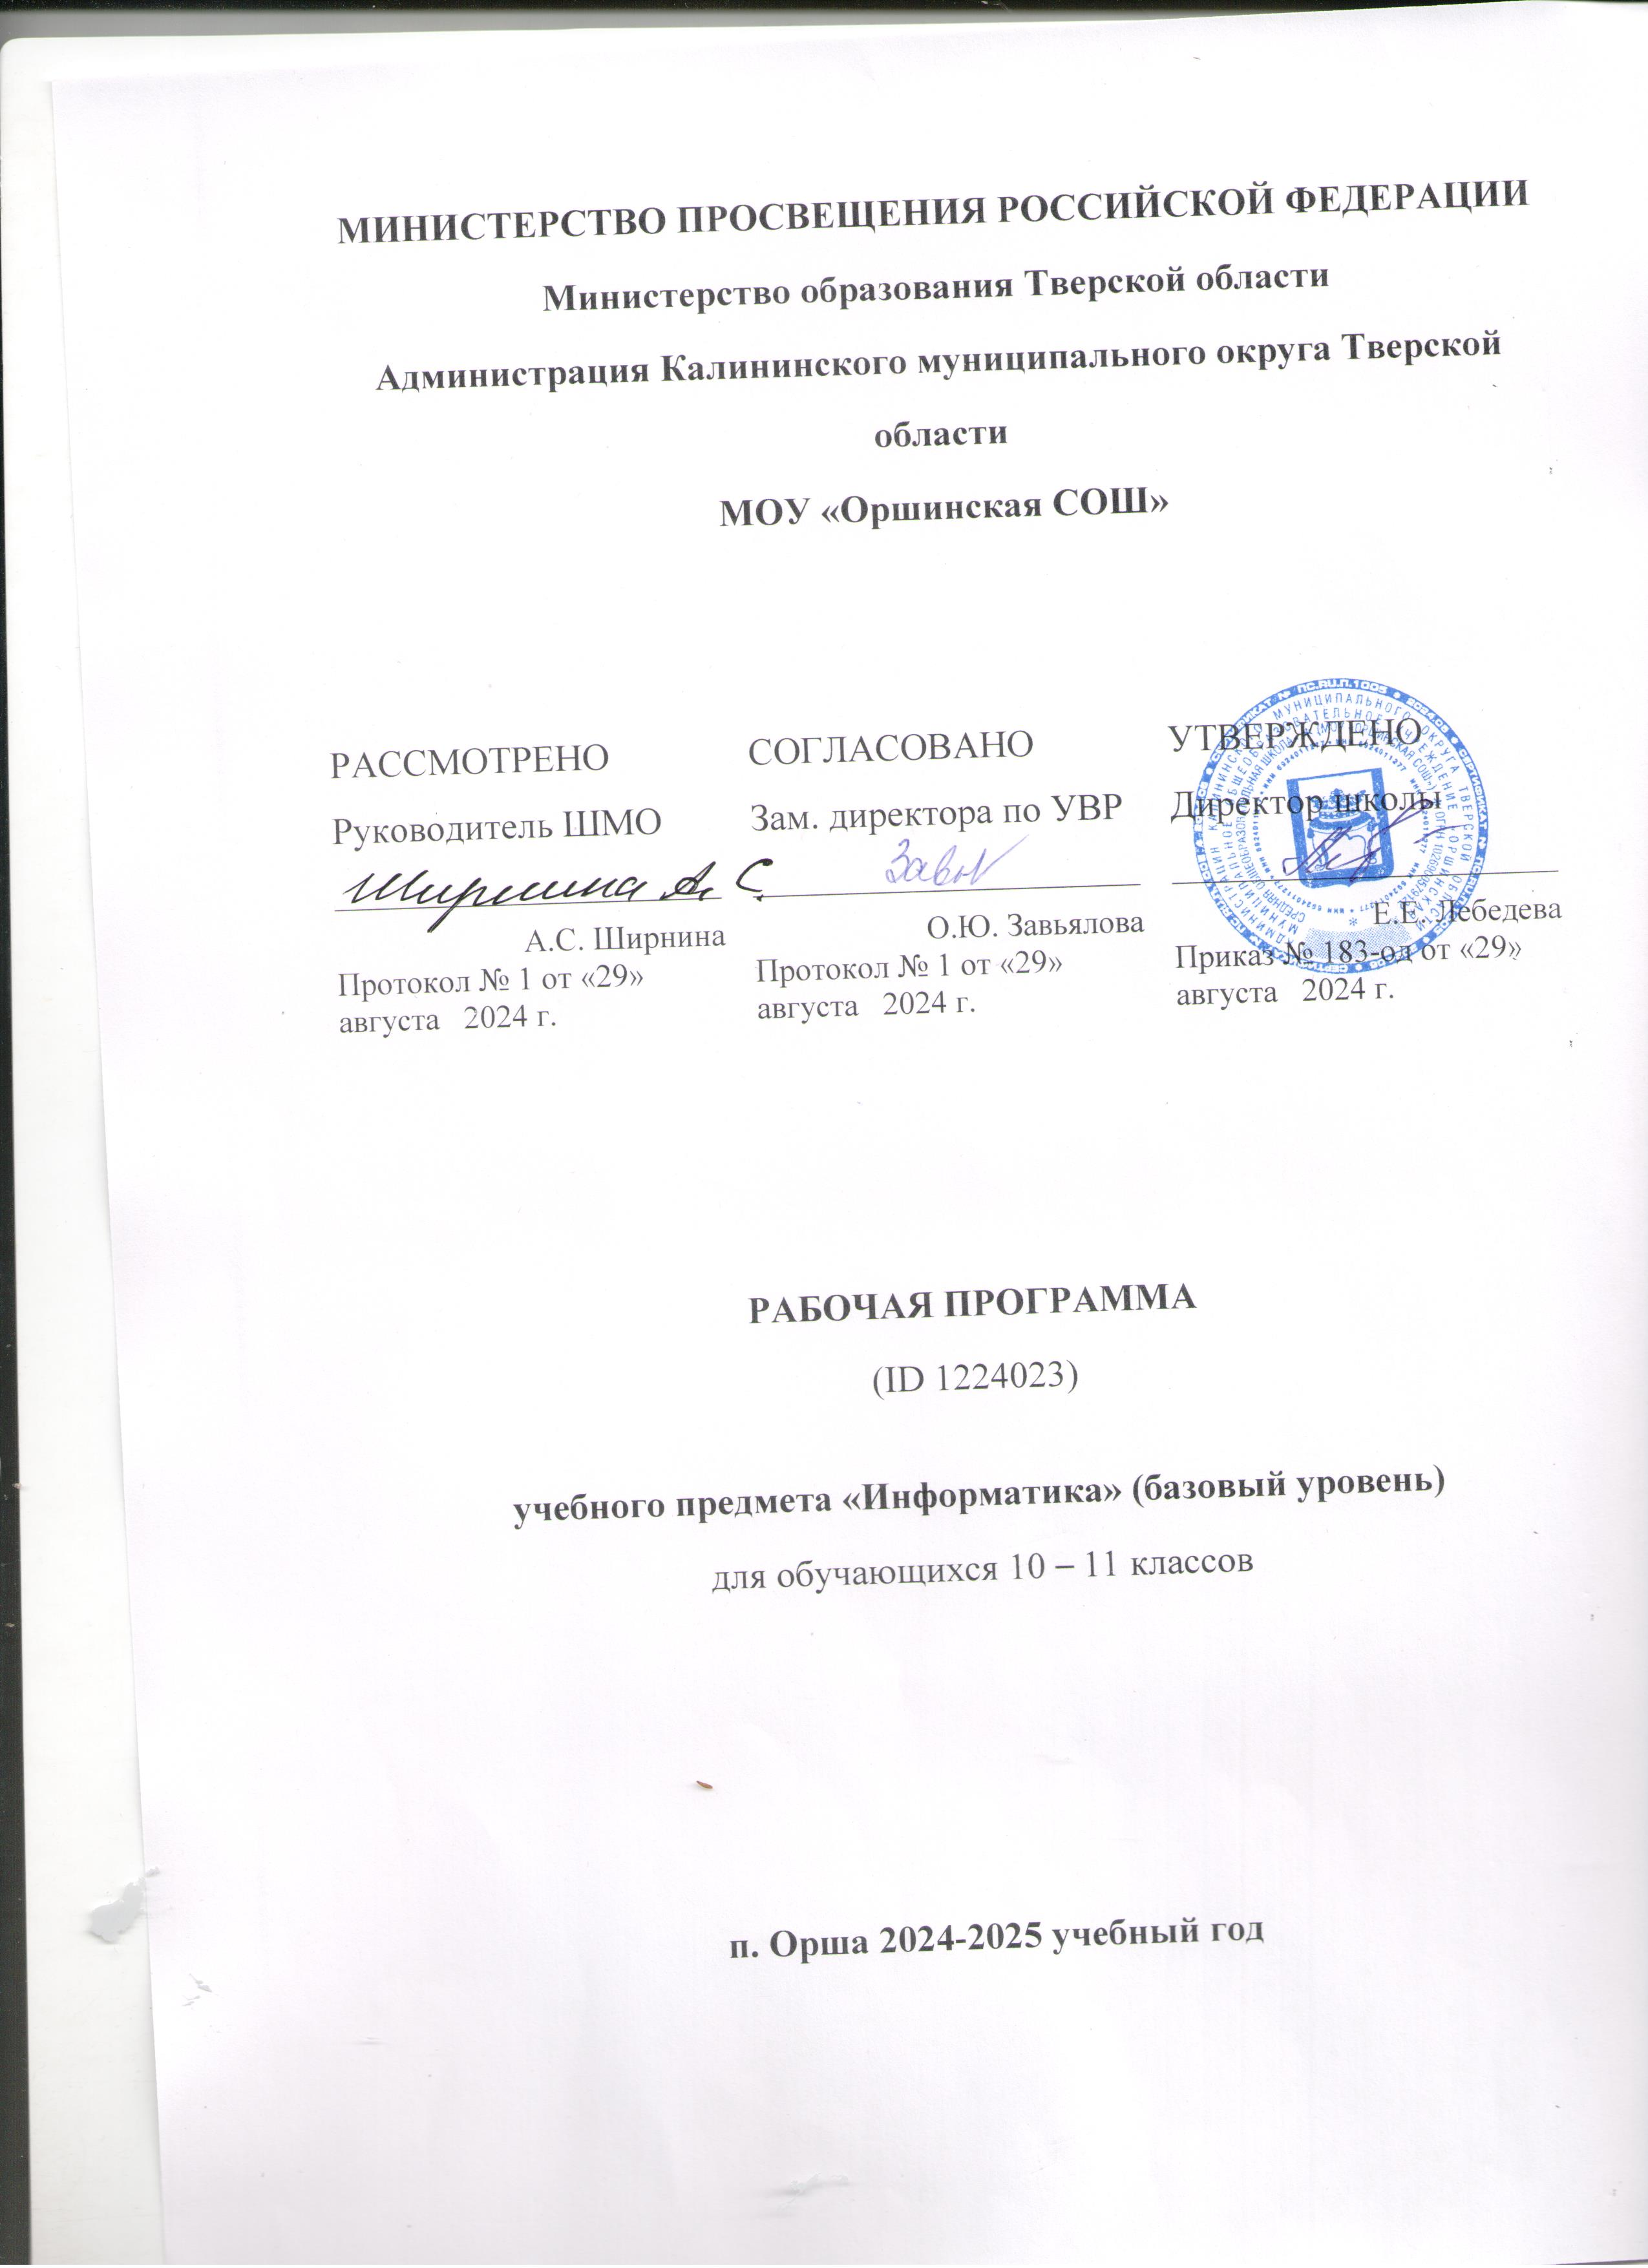 МИНИСТЕРСТВО ПРОСВЕЩЕНИЯ РОССИЙСКОЙ ФЕДЕРАЦИИ
Министерство образования Тверской области
Администрация Калининского муниципального округа Тверской
области
МОУ «Оршинская СОШ»
РАССМОТРЕНО
Руководитель ШМО
Ширнина А. С.
А.С. Ширнина
Протокол № 1 от «29»
августа 2024 г.
СОГЛАСОВАНО
Зам. директора по УВР
О.Ю. Завьялова
Протокол № 1 от «29»
августа 2024 г.
УТВЕРЖДЕНО
Директор школы
Е.Е. Лебедева
Приказ № 183-од от «29»
августа 2024 г.
РАБОЧАЯ ПРОГРАММА
(ID 1224023)
учебного предмета «Информатика» (базовый уровень)
для обучающихся 10 – 11 классов
п. Орша 2024-2025 учебный год